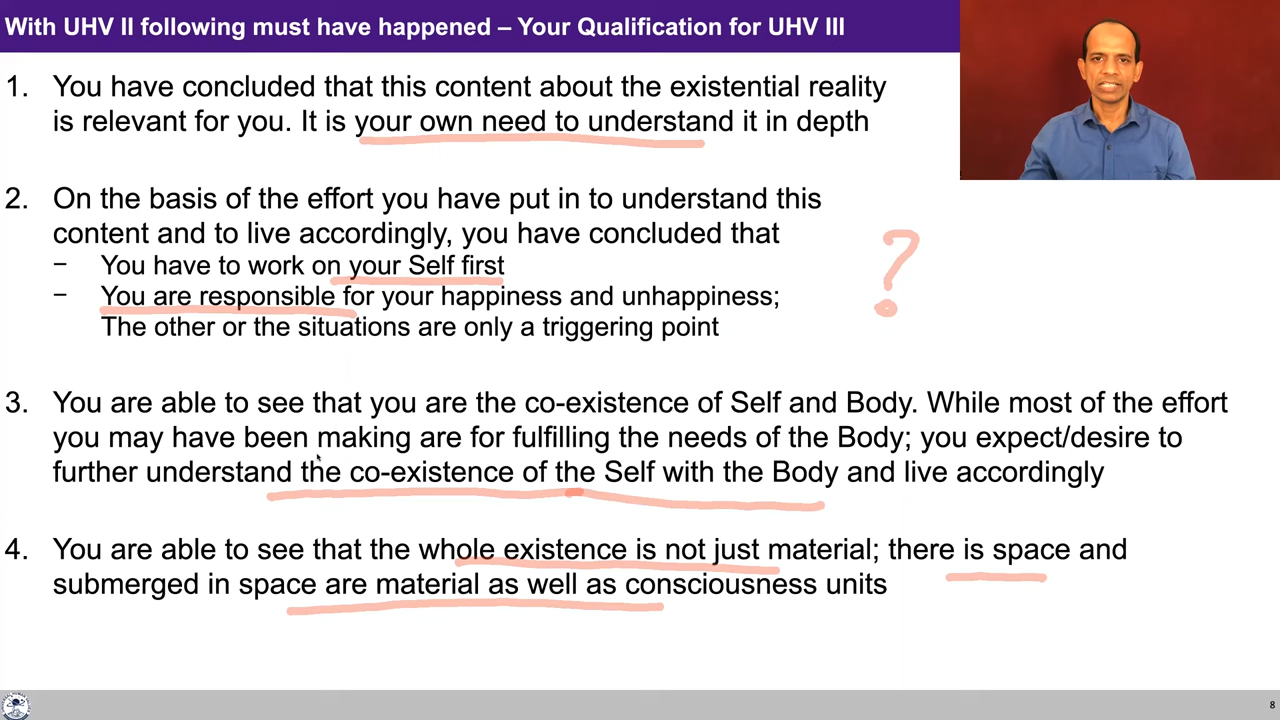 With UHV II following must have happened – Your Qualification for UHV III
1. You have concluded that this content about the existential reality
is relevant for you. It is your own need to understand it in depth
2. On the basis of the effort you have put in to understand this
content and to live accordingly, you have concluded that
− You have to work on your Self first
− You are responsible for your happiness and unhappiness;
The other or the situations are only a triggering point
?
3. You are able to see that you are the co-existence of Self and Body. While most of the effort
you may have been making are for fulfilling the needs of the Body; you expect/desire to
further understand the co-existence of the Self with the Body and live accordingly
4. You are able to see that the whole existence is not just material; there is space and
submerged in space are material as well as consciousness units
8